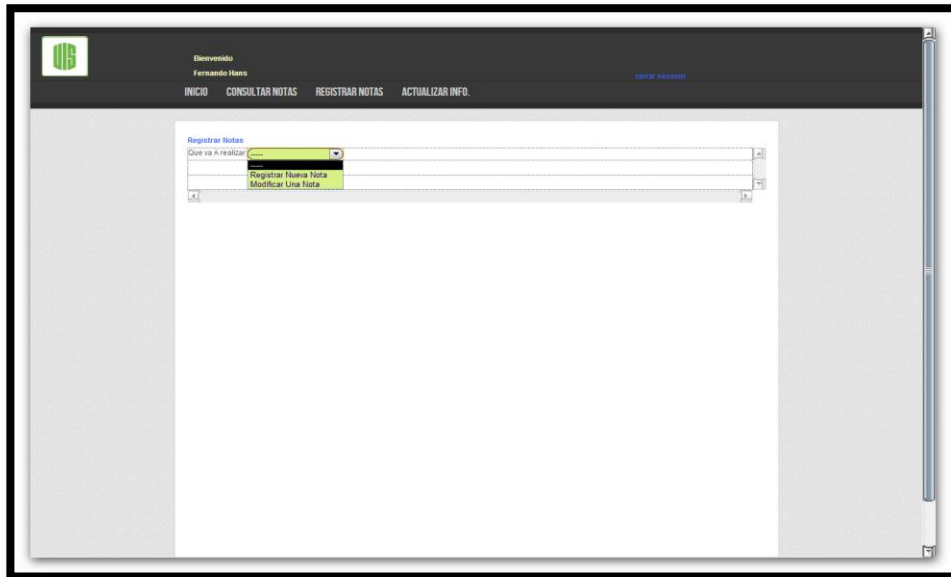 UIS
Bienvenido
Fernando Hans
cerrar session
INICIO CONSULTAR NOTAS REGISTRAR NOTAS ACTUALIZAR INFO.
Registrar Notas
Que va A realizar -----
-----
Registrar Nueva Nota
Modificar Una Nota